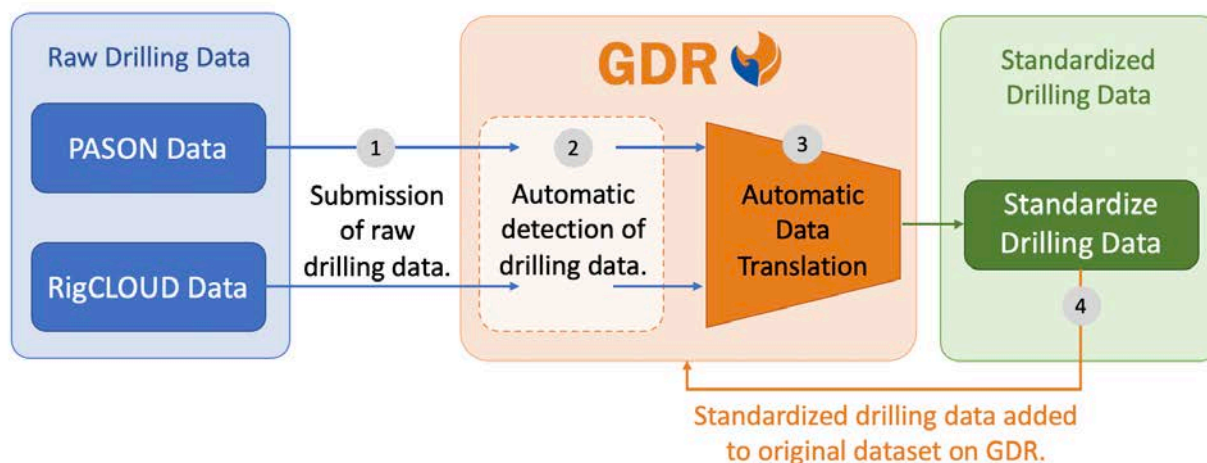 Raw Drilling Data
PASON Data
RigCLOUD Data
1
Submission
of raw
drilling data.
GDR
2
Automatic
detection of
drilling data.
3
Automatic
Data
Translation
Standardized
Drilling Data
Standardize
Drilling Data
4
Standardized drilling data added
to original dataset on GDR.